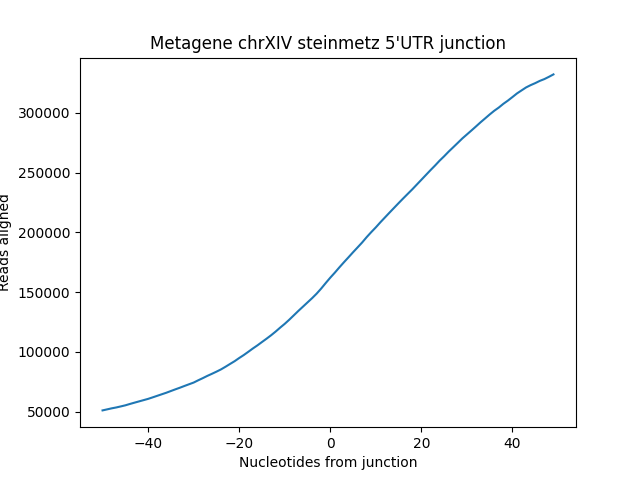 Metagene chrXIV steinmetz 5'UTR junction
300000
250000
200000
150000
100000
50000
Reads aligned
−40 −20 0 20 40
Nucleotides from junction